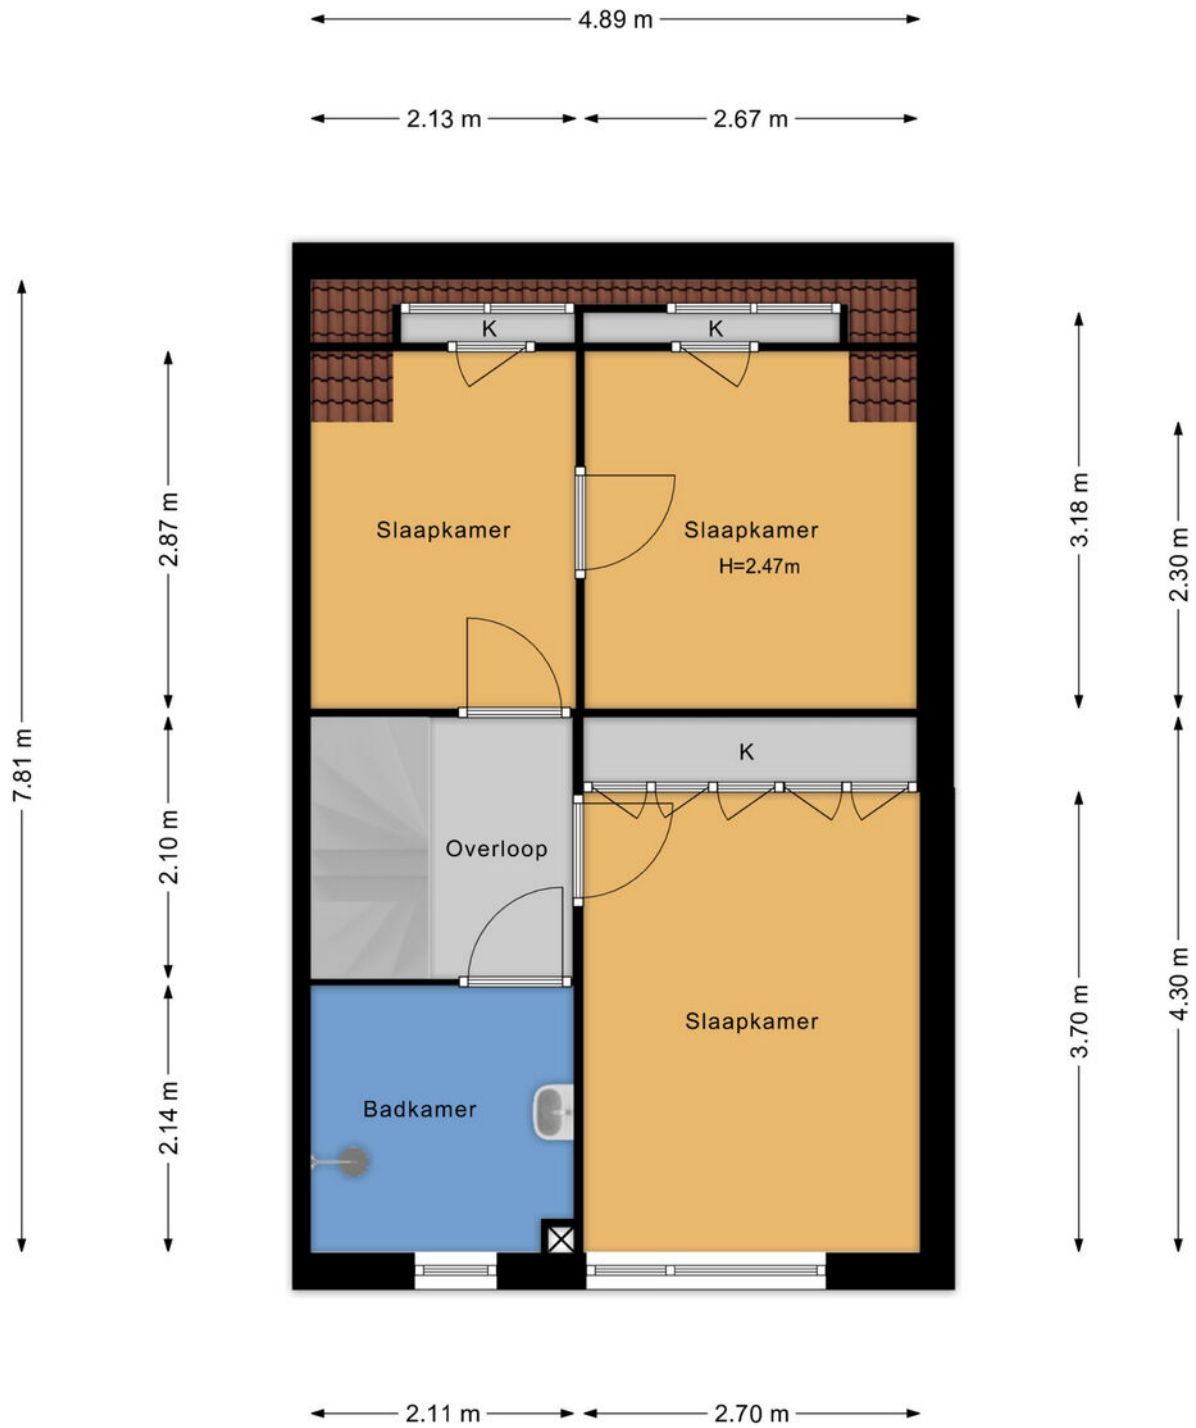 4.89 m
2.13 m
2.67 m
K
K
Slaapkamer
Slaapkamer
H=2.47m
2.87 m
3.18 m
2.30 m
7.81 m
K
2.10 m
Overloop
Slaapkamer
3.70 m
4.30 m
Badkamer
2.14 m
2.11 m
2.70 m